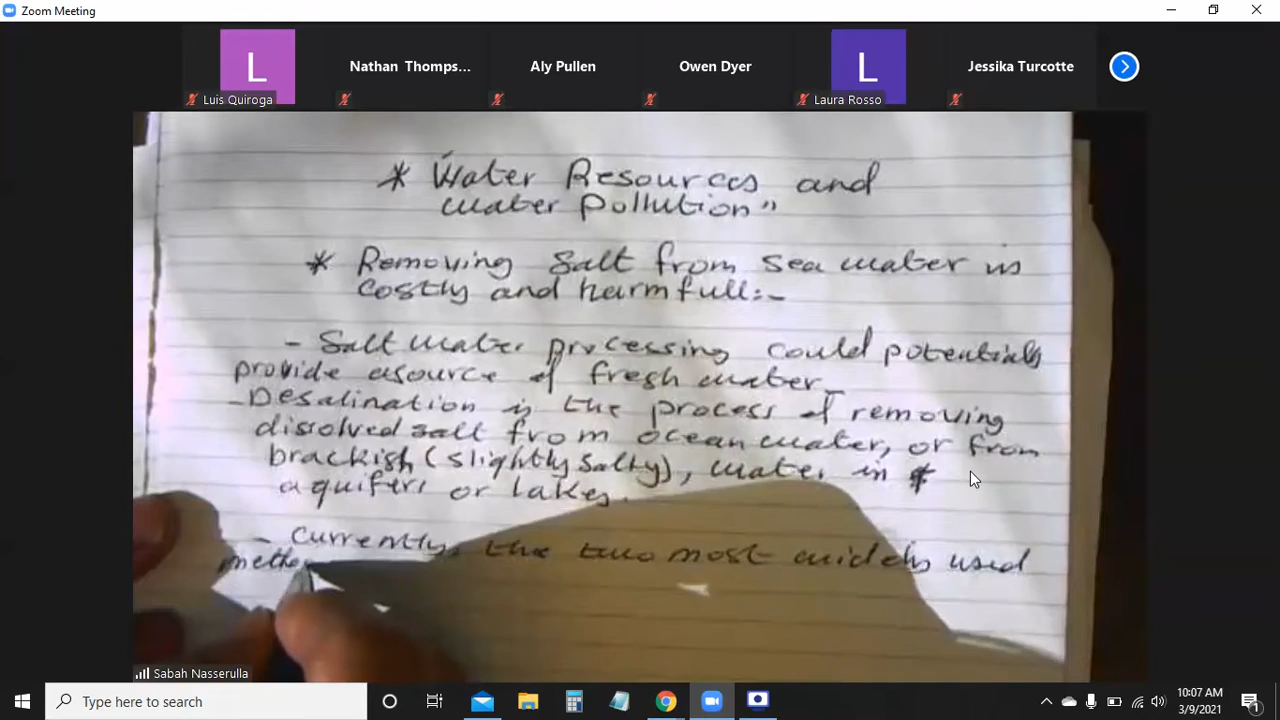 Zoom Meeting
L
Nathan Thomps...
Aly Pullen
Owen Dyer
L
Jessika Turcotte
Luis Quiroga
Laura Rosso
* "Water Resources and
water Pollution"
* Removing Salt from sea water is
costly and harmfull:-
- Salt water processing could potentially
provide a source of fresh water.
- Desalination is the process of removing
dissolved salt from ocean water, or from
brackish (slightly salty), water in
aquifers or lakes.
- Currently, the two most widely used
metho
Sabah Nasserulla
Type here to search
10:07 AM
3/9/2021
1